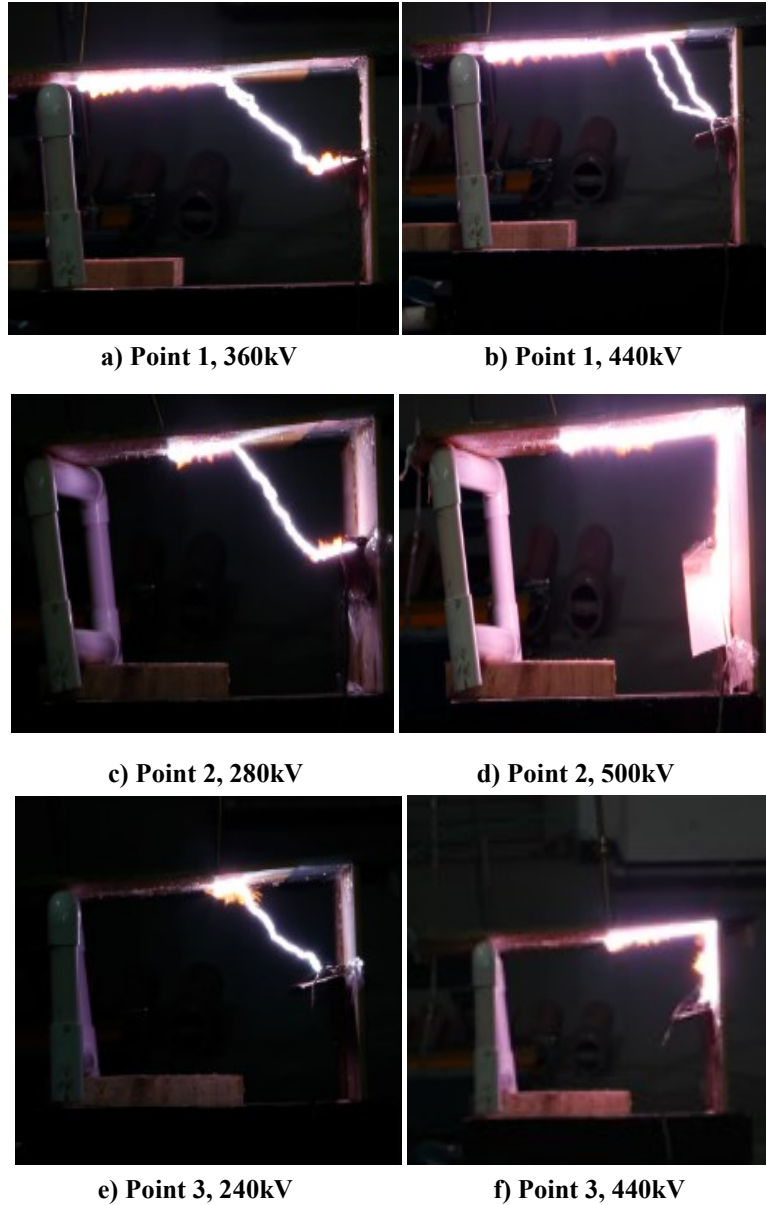 a) Point 1, 360kV
b) Point 1, 440kV
c) Point 2, 280kV
d) Point 2, 500kV
e) Point 3, 240kV
f) Point 3, 440kV